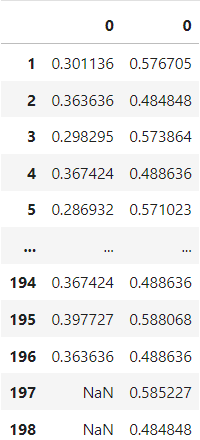 0 0
1 0.301136 0.576705
2 0.363636 0.484848
3 0.298295 0.573864
4 0.367424 0.488636
5 0.286932 0.571023
... ... ...
194 0.367424 0.488636
195 0.397727 0.588068
196 0.363636 0.488636
197 NaN 0.585227
198 NaN 0.484848